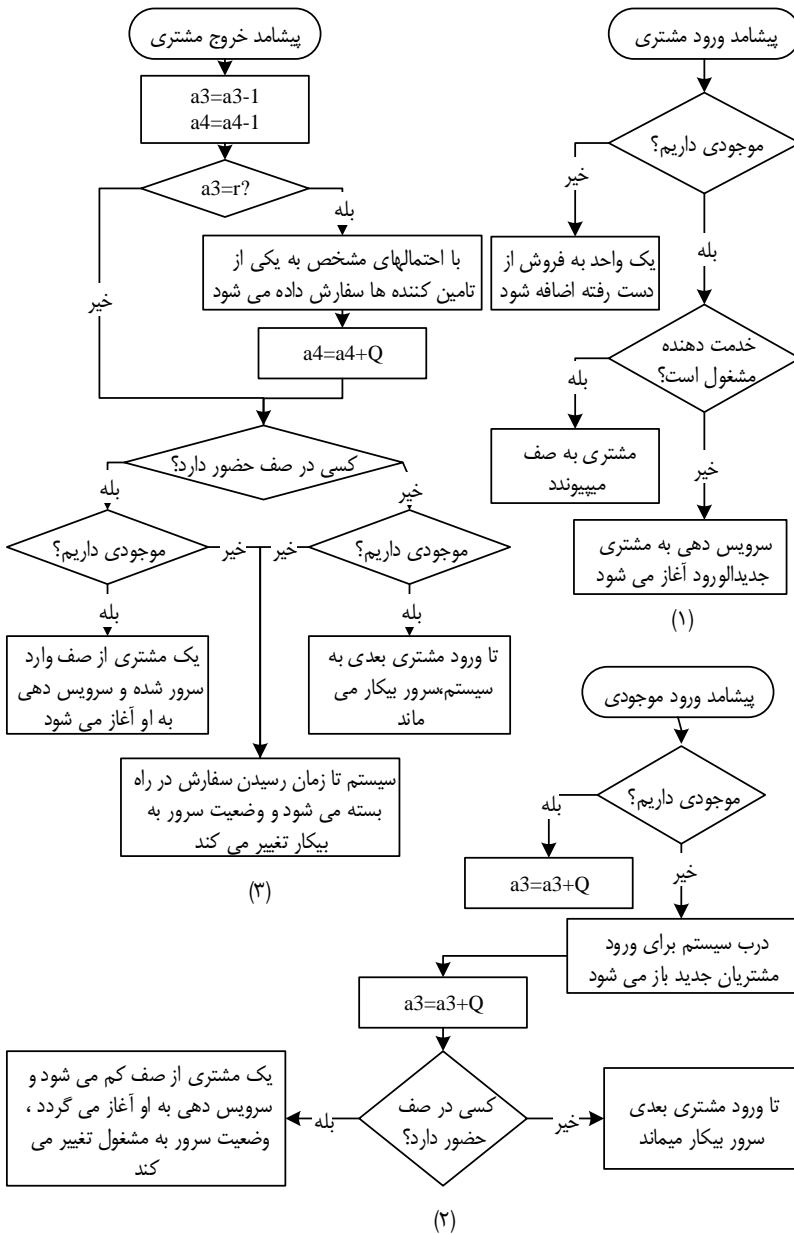 پیشامد ورود مشتری
موجودی داریم؟
خیر
بله
یک واحد به فروش از
دست رفته اضافه شود
خدمت دهنده
مشغول است؟
بله
خیر
مشتری به صف
میپیوندد
سرویس دهی به مشتری
جدیدالورود آغاز می شود
(۱)
پیشامد خروج مشتری
a3=a3-1
a4=a4-1
a3=r?
بله
خیر
با احتمالهای مشخص به یکی از
تامین کننده ها سفارش داده می شود
a4=a4+Q
کسی در صف حضور دارد؟
خیر
بله
موجودی داریم؟
خیر
خیر
موجودی داریم؟
بله
بله
تا ورود مشتری بعدی به
سیستم،سرور بیکار می
ماند
یک مشتری از صف وارد
سرور شده و سرویس دهی
به او آغاز می شود
سیستم تا زمان رسیدن سفارش در راه
بسته می شود و وضعیت سرور به
بیکار تغییر می کند
(۳)
پیشامد ورود موجودی
موجودی داریم؟
بله
خیر
a3=a3+Q
درب سیستم برای ورود
مشتریان جدید باز می شود
a3=a3+Q
کسی در صف
حضور دارد؟
خیر
بله
تا ورود مشتری بعدی
سرور بیکار میماند
یک مشتری از صف کم می شود و
سرویس دهی به او آغاز می گردد ،
وضعیت سرور به مشغول تغییر می
کند
(۲)